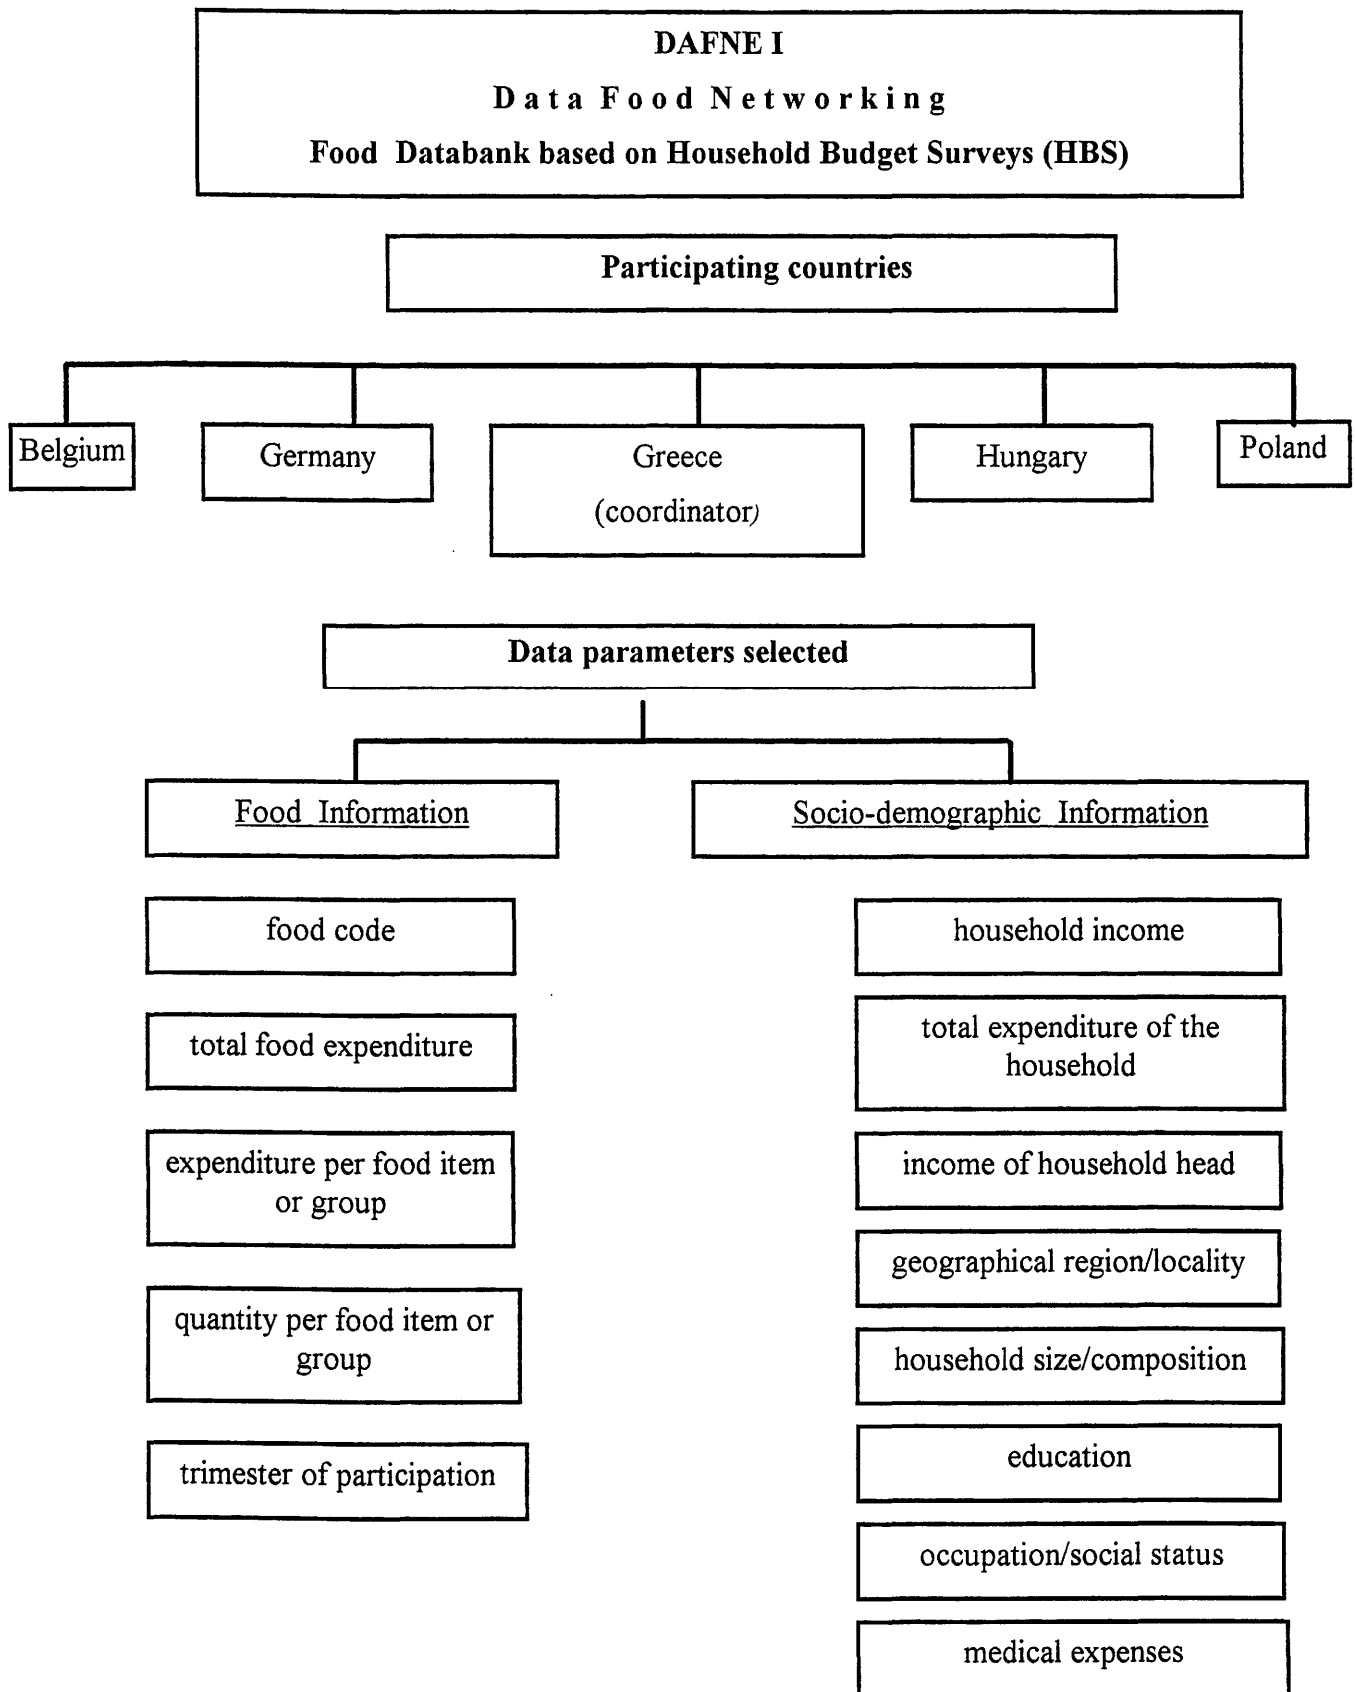 DAFNE I
Data Food Networking
Food Databank based on Household Budget Surveys (HBS)
Participating countries
Belgium
Germany
Greece
(coordinator)
Hungary
Poland
Data parameters selected
Food Information
food code
total food expenditure
expenditure per food item
or group
quantity per food item or
group
trimester of participation
Socio-demographic Information
household income
total expenditure of the
household
income of household head
geographical region/locality
household size/composition
education
occupation/social status
medical expenses